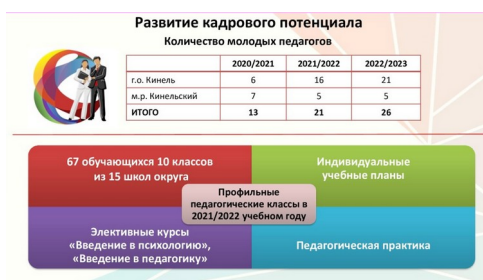 Развитие кадрового потенциала
Количество молодых педагогов
2020/2021 2021/2022 2022/2023
г.о. Кинель 6 16 21
м.р. Кинельский 7 5 5
ИТОГО 13 21 26
67 обучающихся 10 классов
из 15 школ округа
Индивидуальные
учебные планы
Профильные
педагогические классы в
2021/2022 учебном году
Элективные курсы
«Введение в психологию»,
«Введение в педагогику»
Педагогическая практика